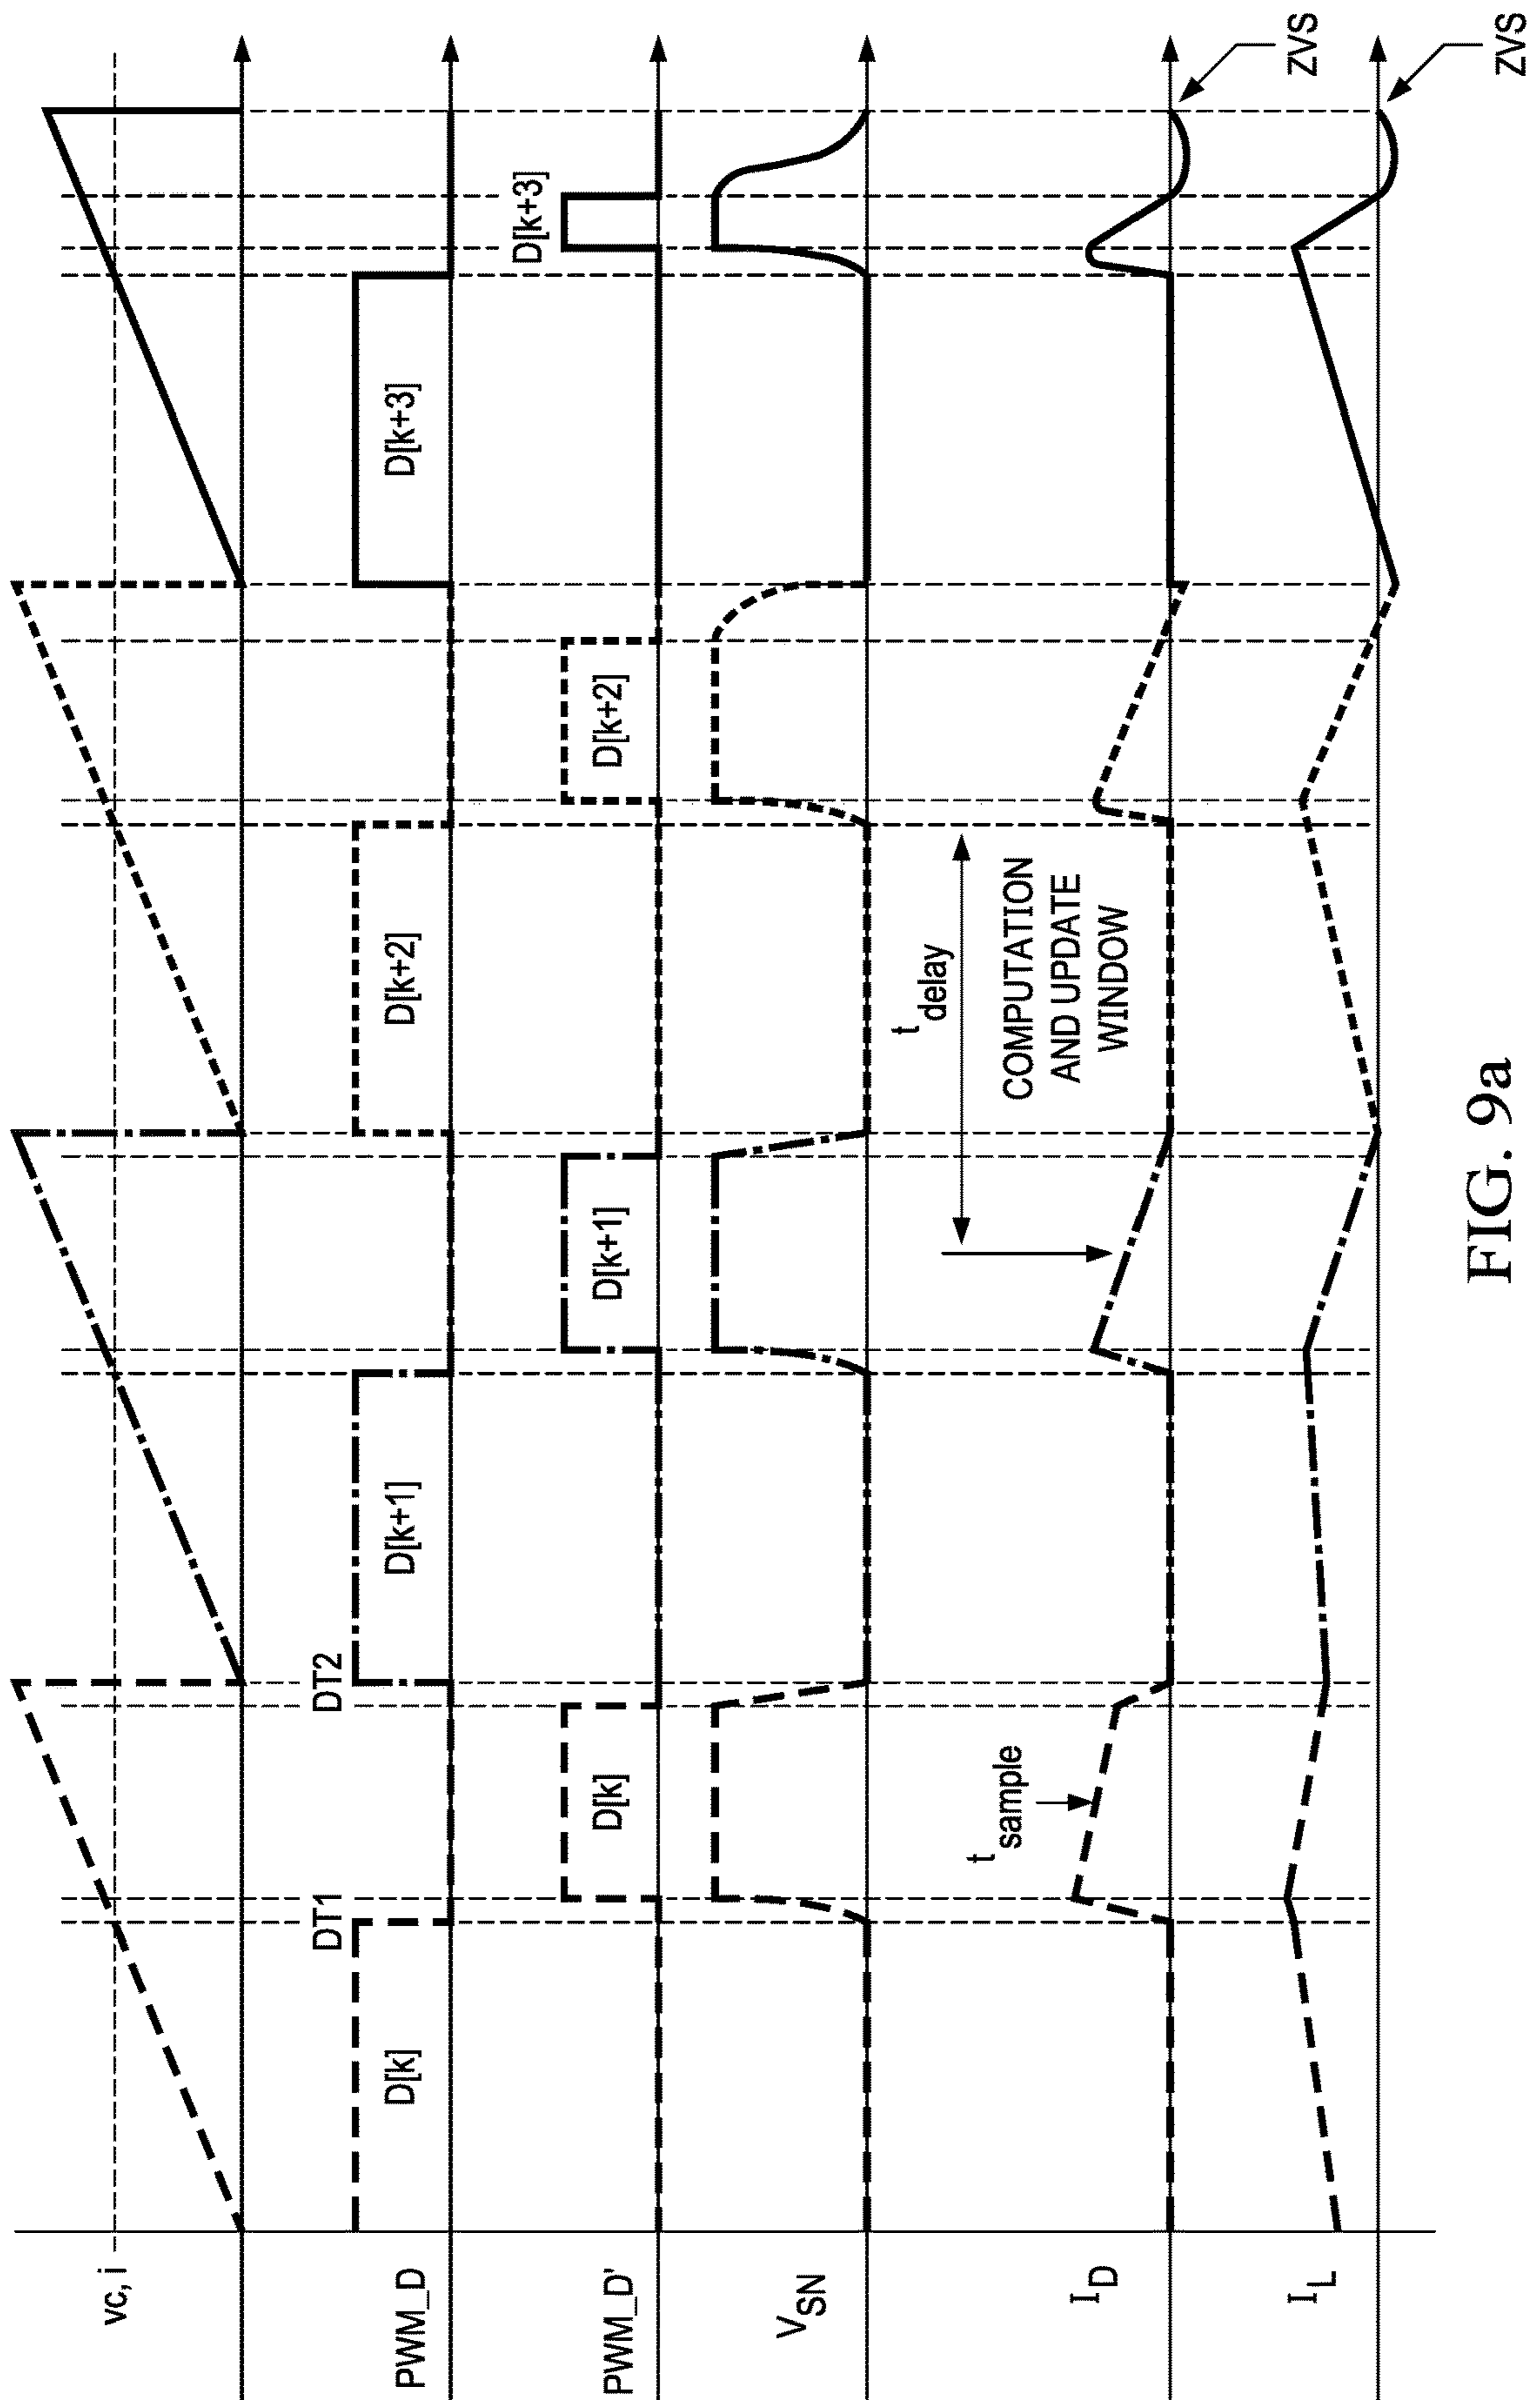 vc, i
PWM_D
D[k]
DT1
DT2
D[k+1]
D[k+2]
D[k+3]
PWM_D'
D[k]
D[k+1]
D[k+2]
D[k+3]
VSN
tdelay
COMPUTATION
AND UPDATE
WINDOW
ID
tsample
ZVS
IL
ZVS
FIG. 9a